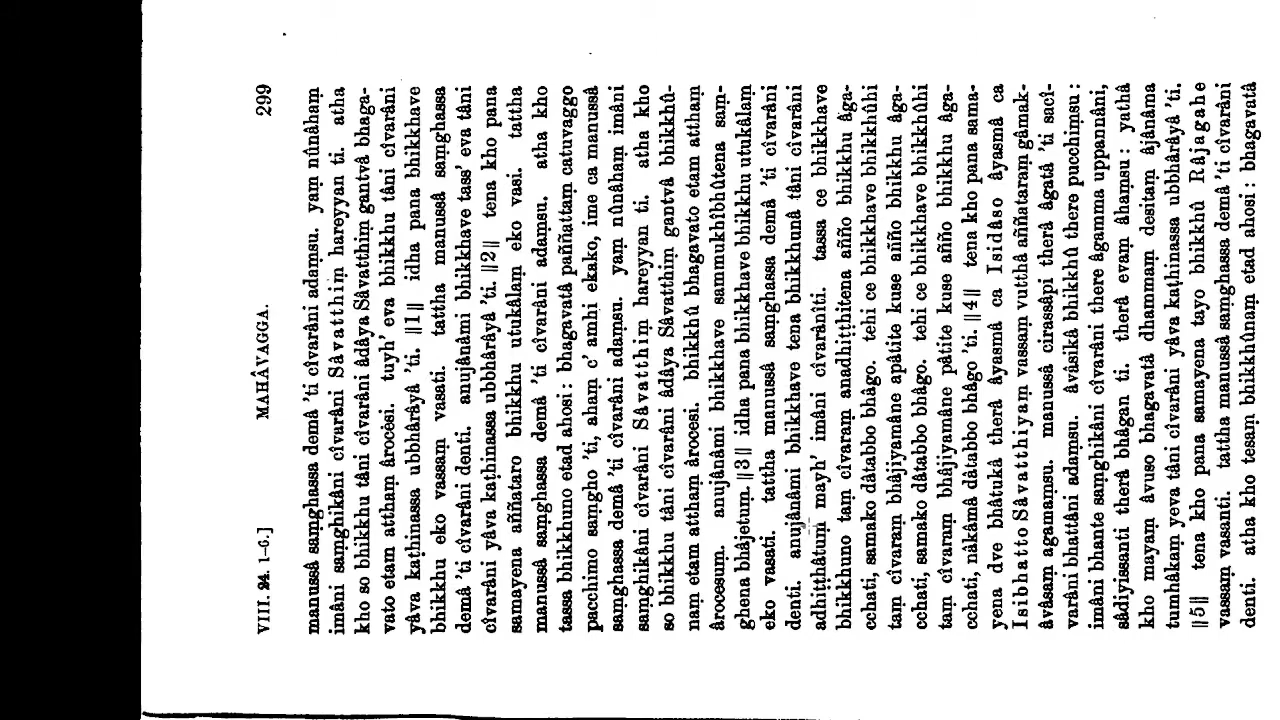 VIII. 24. 1-6.] MAHÂVAGGA. 299
manussâ saṃghassa demâ 'ti cîvarâni adaṃsu. yaṃ nûnâhaṃ
imâni saṃghikâni cîvarâni Sâvatthiṃ hareyyan ti. atha
kho so bhikkhu tâni cîvarâni âdâya Sâvatthiṃ gantvâ bhaga-
vato etam atthaṃ ârocesi. tuyh' eva bhikkhu tâni cîvarâni
yâva kaṭhinassa ubbhârâyâ 'ti. ||1|| idha pana bhikkhave
bhikkhu eko vassaṃ vasati. tattha manussâ saṃghassa
demâ 'ti cîvarâni denti. anujânâmi bhikkhave tass' eva tâni
cîvarâni yâva kaṭhinassa ubbhârâyâ 'ti. ||2|| tena kho pana
samayena aññataro bhikkhu utukâlaṃ eko vasi. tattha
manussâ saṃghassa demâ 'ti cîvarâni adaṃsu. atha kho
tassa bhikkhuno etad ahosi: bhagavatâ paññattaṃ catuvaggo
pacchimo saṃgho 'ti, ahaṃ c' amhi ekako, ime ca manussâ
saṃghassa demâ 'ti cîvarâni adaṃsu. yaṃ nûnâhaṃ imâni
saṃghikâni cîvarâni Sâvatthiṃ hareyyan ti. atha kho
so bhikkhu tâni cîvarâni âdâya Sâvatthiṃ gantvâ bhikkhû-
naṃ etam atthaṃ ârocesi. bhikkhû bhagavato etam atthaṃ
ârocesuṃ. anujânâmi bhikkhave sammukhîbhûtena saṃ-
ghena bhâjetuṃ. ||3|| idha pana bhikkhave bhikkhu utukâlaṃ
eko vasati. tattha manussâ saṃghassa demâ 'ti cîvarâni
denti. anujânâmi bhikkhave tena bhikkhunâ tâni cîvarâni
adhiṭṭhâtuṃ mayh' imâni cîvarânîti. tassa ce bhikkhave
bhikkhuno taṃ cîvaraṃ anadhiṭṭhitena añño bhikkhu âga-
cchati, samako dâtabbo bhâgo. tehi ce bhikkhave bhikkhûhi
taṃ cîvaraṃ bhâjiyamâne apâtite kuse añño bhikkhu âga-
cchati, samako dâtabbo bhâgo. tehi ce bhikkhave bhikkhûhi
taṃ cîvaraṃ bhâjiyamâne pâtite kuse añño bhikkhu âga-
cchati, nâkâmâ dâtabbo bhâgo 'ti. ||4|| tena kho pana sama-
yena dve bhâtukâ therâ âyasmâ ca Isidâso âyasmâ ca
Isibhatto Sâvatthiyaṃ vassaṃ vutthâ aññataraṃ gâmak-
âvâsaṃ agamaṃsu. manussâ cirassâpi therâ âgatâ 'ti sacî-
varâni bhattâni adaṃsu. âvâsikâ bhikkhû there pucchiṃsu:
imâni bhante saṃghikâni cîvarâni there âgamma uppannâni,
sâdiyissanti therâ bhâgan ti. therâ evam âhaṃsu: yathâ
kho mayaṃ âvuso bhagavatâ dhammaṃ desitaṃ âjânâma
tumhâkaṃ yeva tâni cîvarâni yâva kaṭhinassa ubbhârâyâ 'ti.
||5|| tena kho pana samayena tayo bhikkhû Râjagahe
vassaṃ vasanti. tattha manussâ saṃghassa demâ 'ti cîvarâni
denti. atha kho tesaṃ bhikkhûnaṃ etad ahosi: bhagavatâ